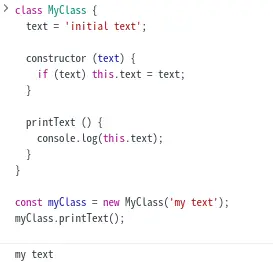 class MyClass {
  text = 'initial text';

  constructor (text) {
    if (text) this.text = text;
  }

  printText () {
    console.log(this.text);
  }
}

const myClass = new MyClass('my text');
myClass.printText();

my text